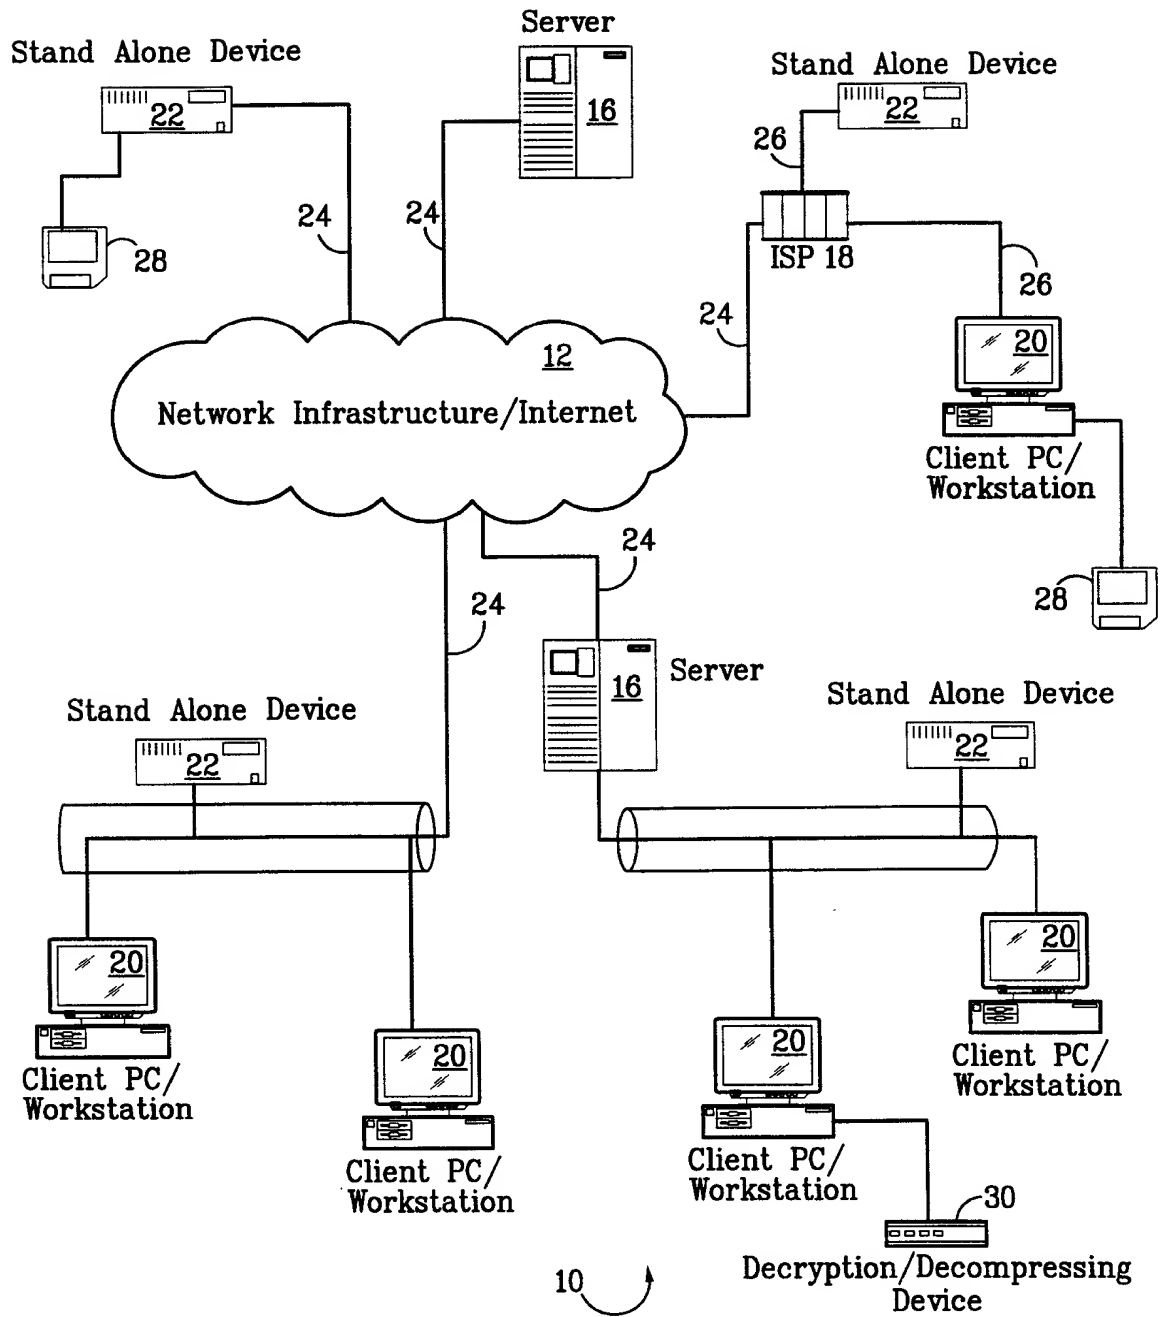 Server
Stand Alone Device
22
16
Stand Alone Device
22
26
24
24
28
ISP 18
26
24
12
Network Infrastructure/Internet
20
Client PC/
Workstation
28
24
24
16
Server
Stand Alone Device
22
Stand Alone Device
22
20
Client PC/
Workstation
20
Client PC/
Workstation
20
Client PC/
Workstation
20
Client PC/
Workstation
30
Decryption/Decompressing
Device
10